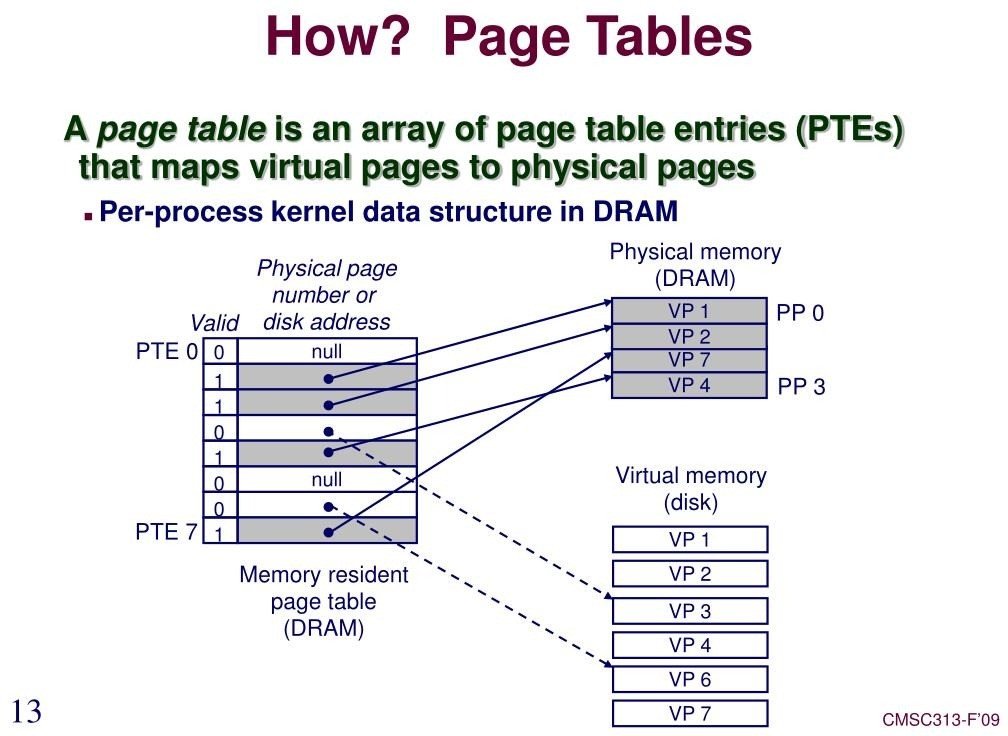 How? Page Tables
A page table is an array of page table entries (PTEs)
that maps virtual pages to physical pages
Per-process kernel data structure in DRAM
Physical page
number or
disk address
Valid
PTE 0
0
null
1
1
0
1
0
null
0
PTE 7
1
Memory resident
page table
(DRAM)
Physical memory
(DRAM)
VP 1
PP 0
VP 2
VP 7
VP 4
PP 3
Virtual memory
(disk)
VP 1
VP 2
VP 3
VP 4
VP 6
VP 7
13
CMSC313-F'09